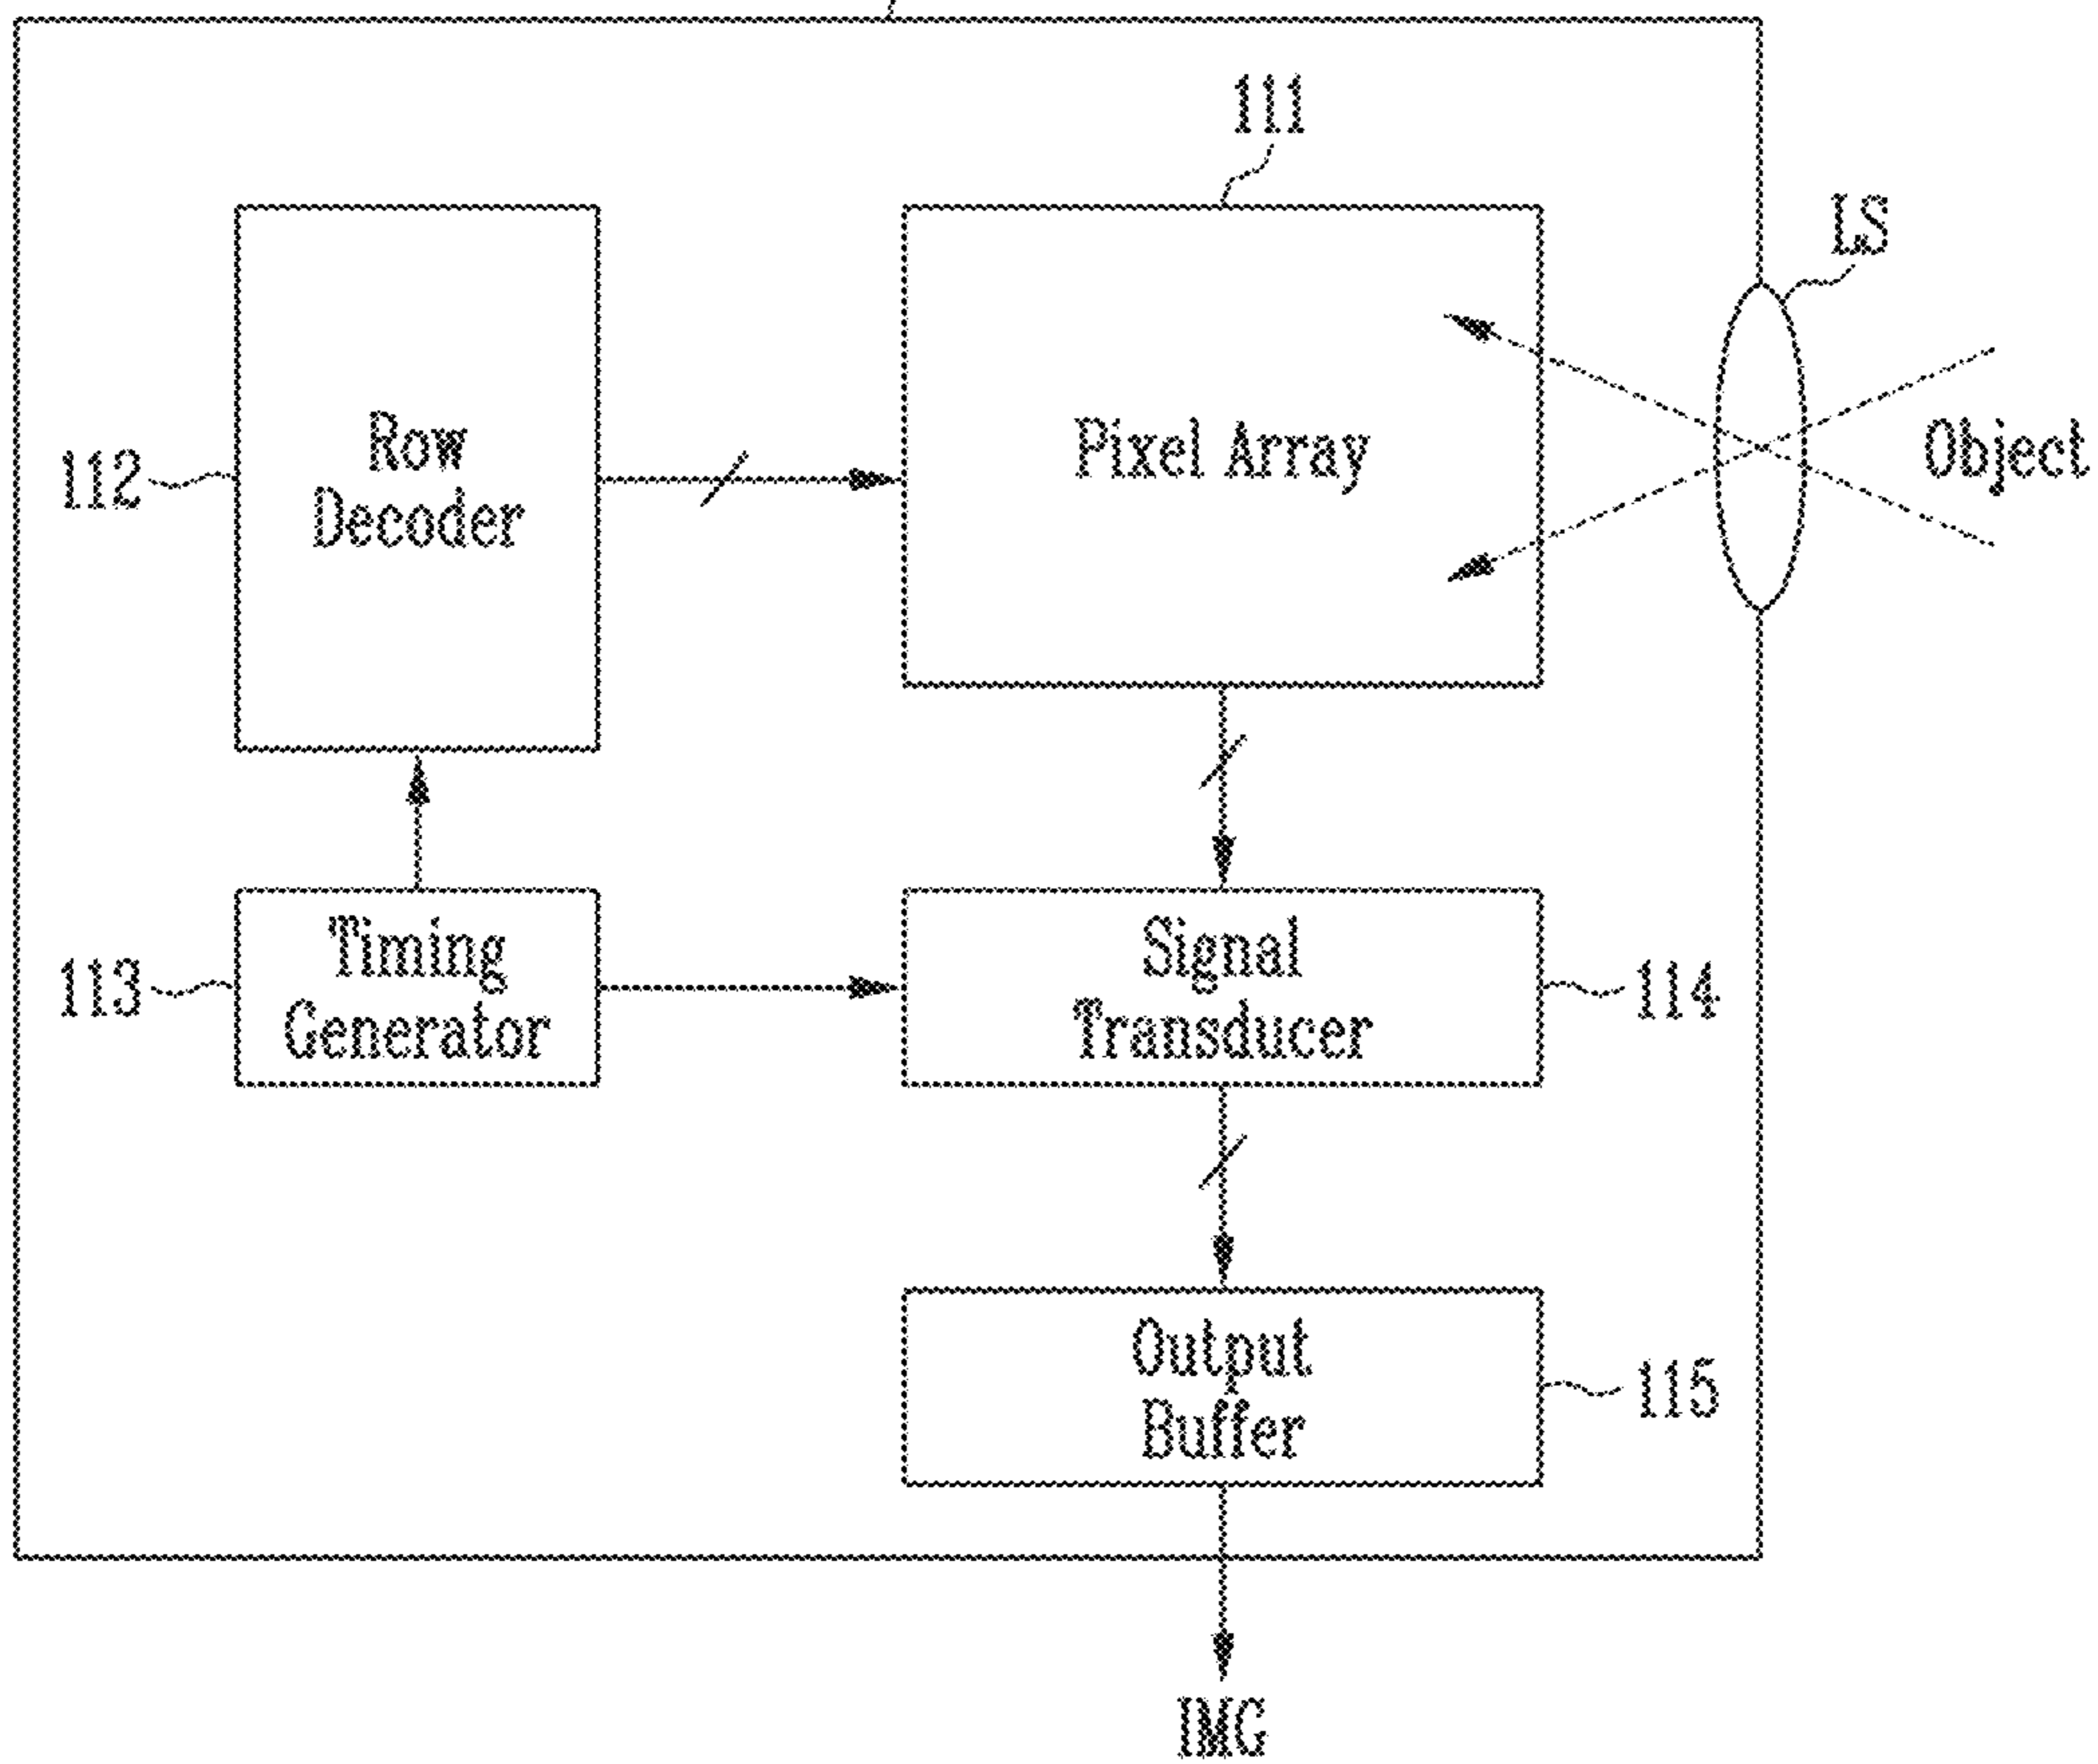 111
LS
Row
Decoder
112
Pixel Array
Object
Timing
Generator
113
Signal
Transducer
114
Output
Buffer
115
IMG